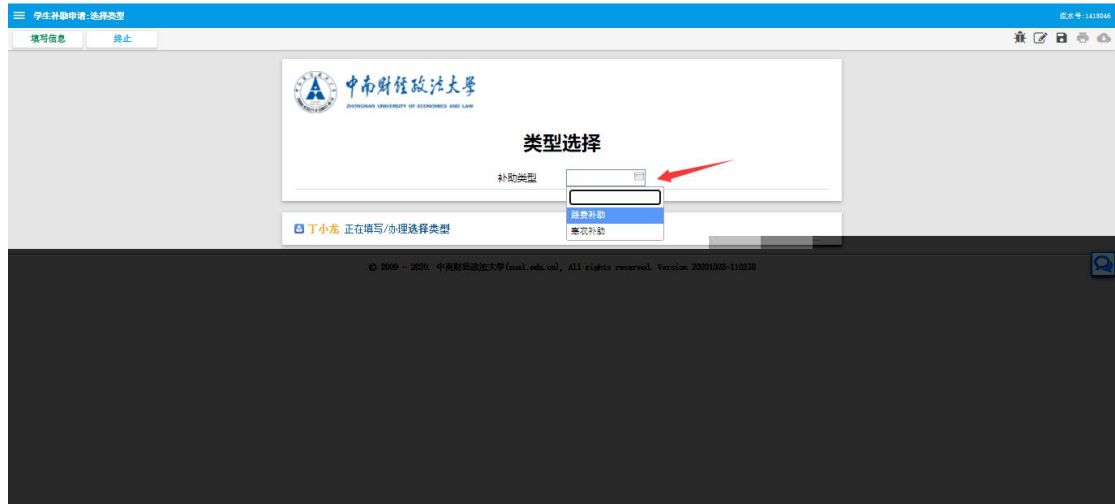 学生补助申请:选择类型
流水号:1418046
填写信息
终止
中南财经政法大学
ZHONGNAN UNIVERSITY OF ECONOMICS AND LAW
类型选择
补助类型
路费补助
寒衣补助
丁小龙 正在填写/办理选择类型
© 2009 - 2020. 中南财经政法大学(zuel.edu.cn), All rights reserved. Version 20201028-110238